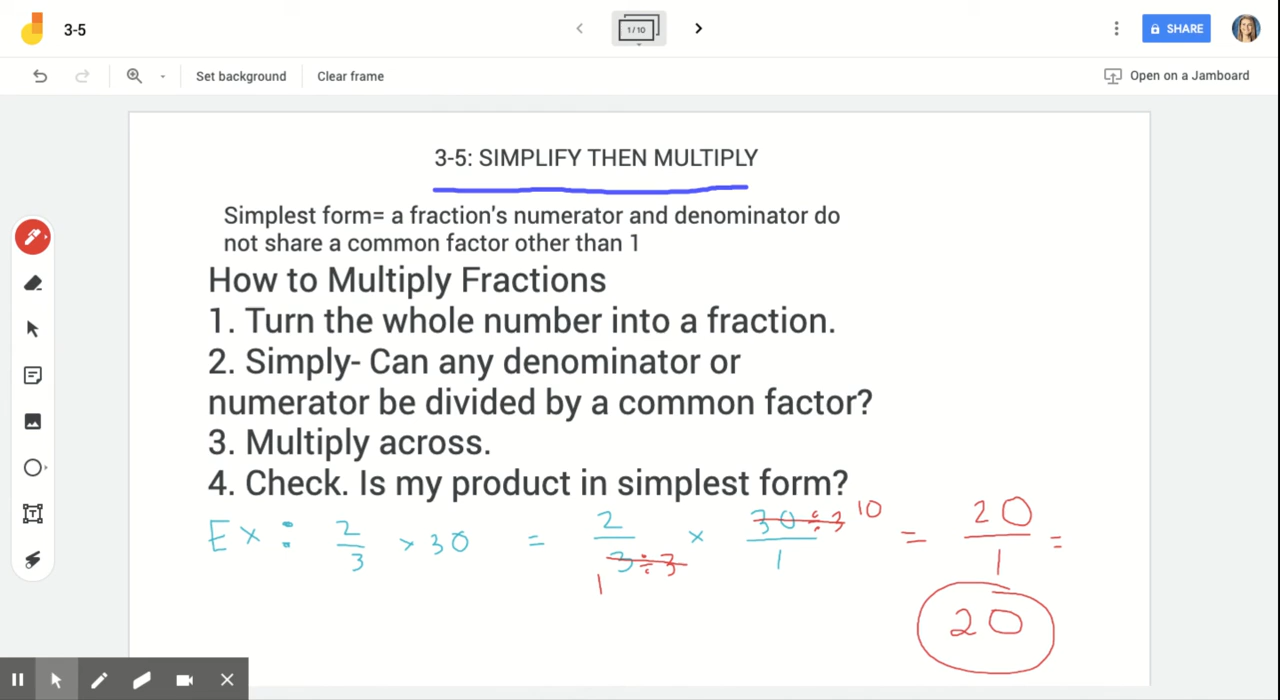 3-5
1/10
SHARE
Set background
Clear frame
Open on a Jamboard
3-5: SIMPLIFY THEN MULTIPLY
Simplest form= a fraction's numerator and denominator do
not share a common factor other than 1
How to Multiply Fractions
1. Turn the whole number into a fraction.
2. Simply- Can any denominator or
numerator be divided by a common factor?
3. Multiply across.
4. Check. Is my product in simplest form?
Ex: 2/3 × 30 = 2/3÷3 1 × 30÷3/1 10 = 20/1 =
20